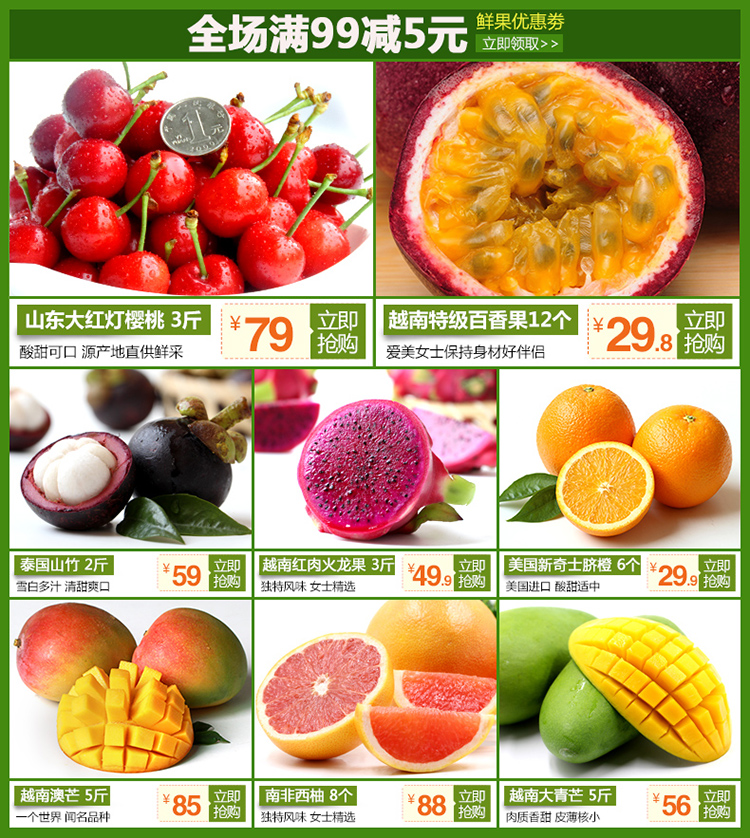 全场满99减5元
鲜果优惠券
立即领取>>
1元
山东大红灯樱桃 3斤
酸甜可口 源产地直供鲜采
¥79
立即
抢购
越南特级百香果12个
爱美女士保持身材好伴侣
¥29.8
立即
抢购
泰国山竹 2斤
雪白多汁 清甜爽口
¥59
立即
抢购
越南红肉火龙果 3斤
独特风味 女士精选
¥49.9
立即
抢购
美国新奇士脐橙 6个
美国进口 酸甜适中
¥29.9
立即
抢购
越南澳芒 5斤
一个世界 闻名品种
¥85
立即
抢购
南非西柚 8个
独特风味 女士精选
¥88
立即
抢购
越南大青芒 5斤
肉质香甜 皮薄核小
¥56
立即
抢购